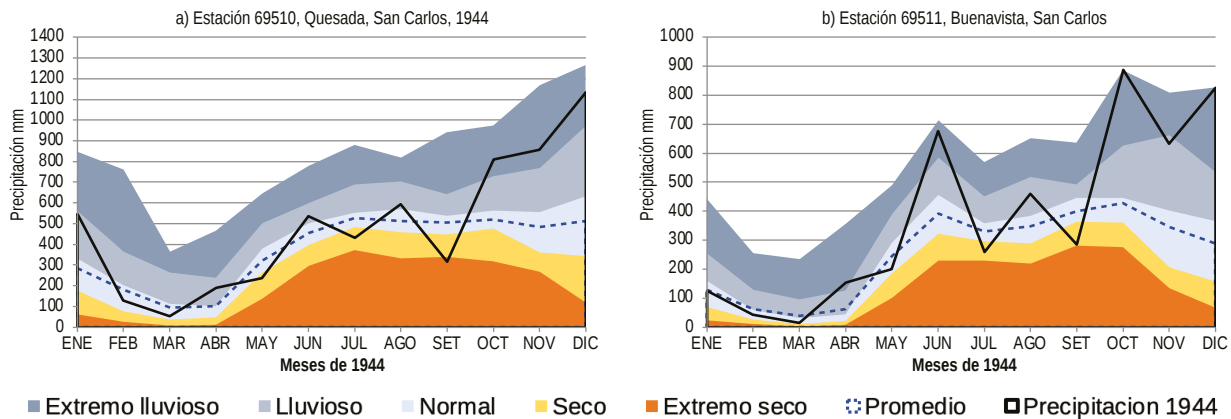 a) Estación 69510, Quesada, San Carlos, 1944
1400
1300
1200
1100
1000
900
800
700
600
500
400
300
200
100
0
Precipitación mm
ENE FEB MAR ABR MAY JUN JUL AGO SET OCT NOV DIC
Meses de 1944
b) Estación 69511, Buenavista, San Carlos
1000
900
800
700
600
500
400
300
200
100
0
Precipitación mm
ENE FEB MAR ABR MAY JUN JUL AGO SET OCT NOV DIC
Meses de 1944
Extremo lluvioso Lluvioso Normal Seco Extremo seco Promedio Precipitacion 1944